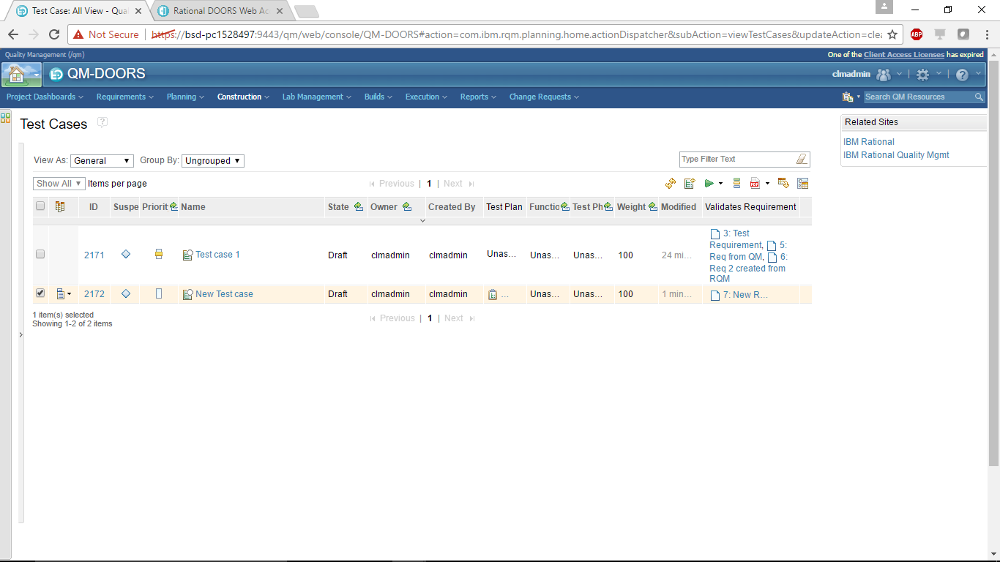 Test Case: All View - Qual
Rational DOORS Web Ac
Not Secure https://bsd-pc1528497:9443/qm/web/console/QM-DOORS#action=com.ibm.rqm.planning.home.actionDispatcher&subAction=viewTestCases&updateAction=clea
ABP
Quality Management (/qm)
One of the Client Access Licenses has expired
QM-DOORS
clmadmin
Project Dashboards Requirements Planning Construction Lab Management Builds Execution Reports Change Requests
Search QM Resources
Test Cases ?
Related Sites
IBM Rational
IBM Rational Quality Mgmt
View As: General Group By: Ungrouped
Type Filter Text
Show All Items per page Previous | 1 | Next
ID Suspe Priorit Name State Owner Created By Test Plan Functio Test Ph Weight Modified Validates Requirement
2171 Test case 1 Draft clmadmin clmadmin Unas... Unas... Unas... 100 24 mi...
3: Test
Requirement, 5:
Req from QM, 6:
Req 2 created from
RQM
2172 New Test case Draft clmadmin clmadmin ... Unas... Unas... 100 1 min... 7: New R...
1 item(s) selected
Showing 1-2 of 2 items
Previous | 1 | Next